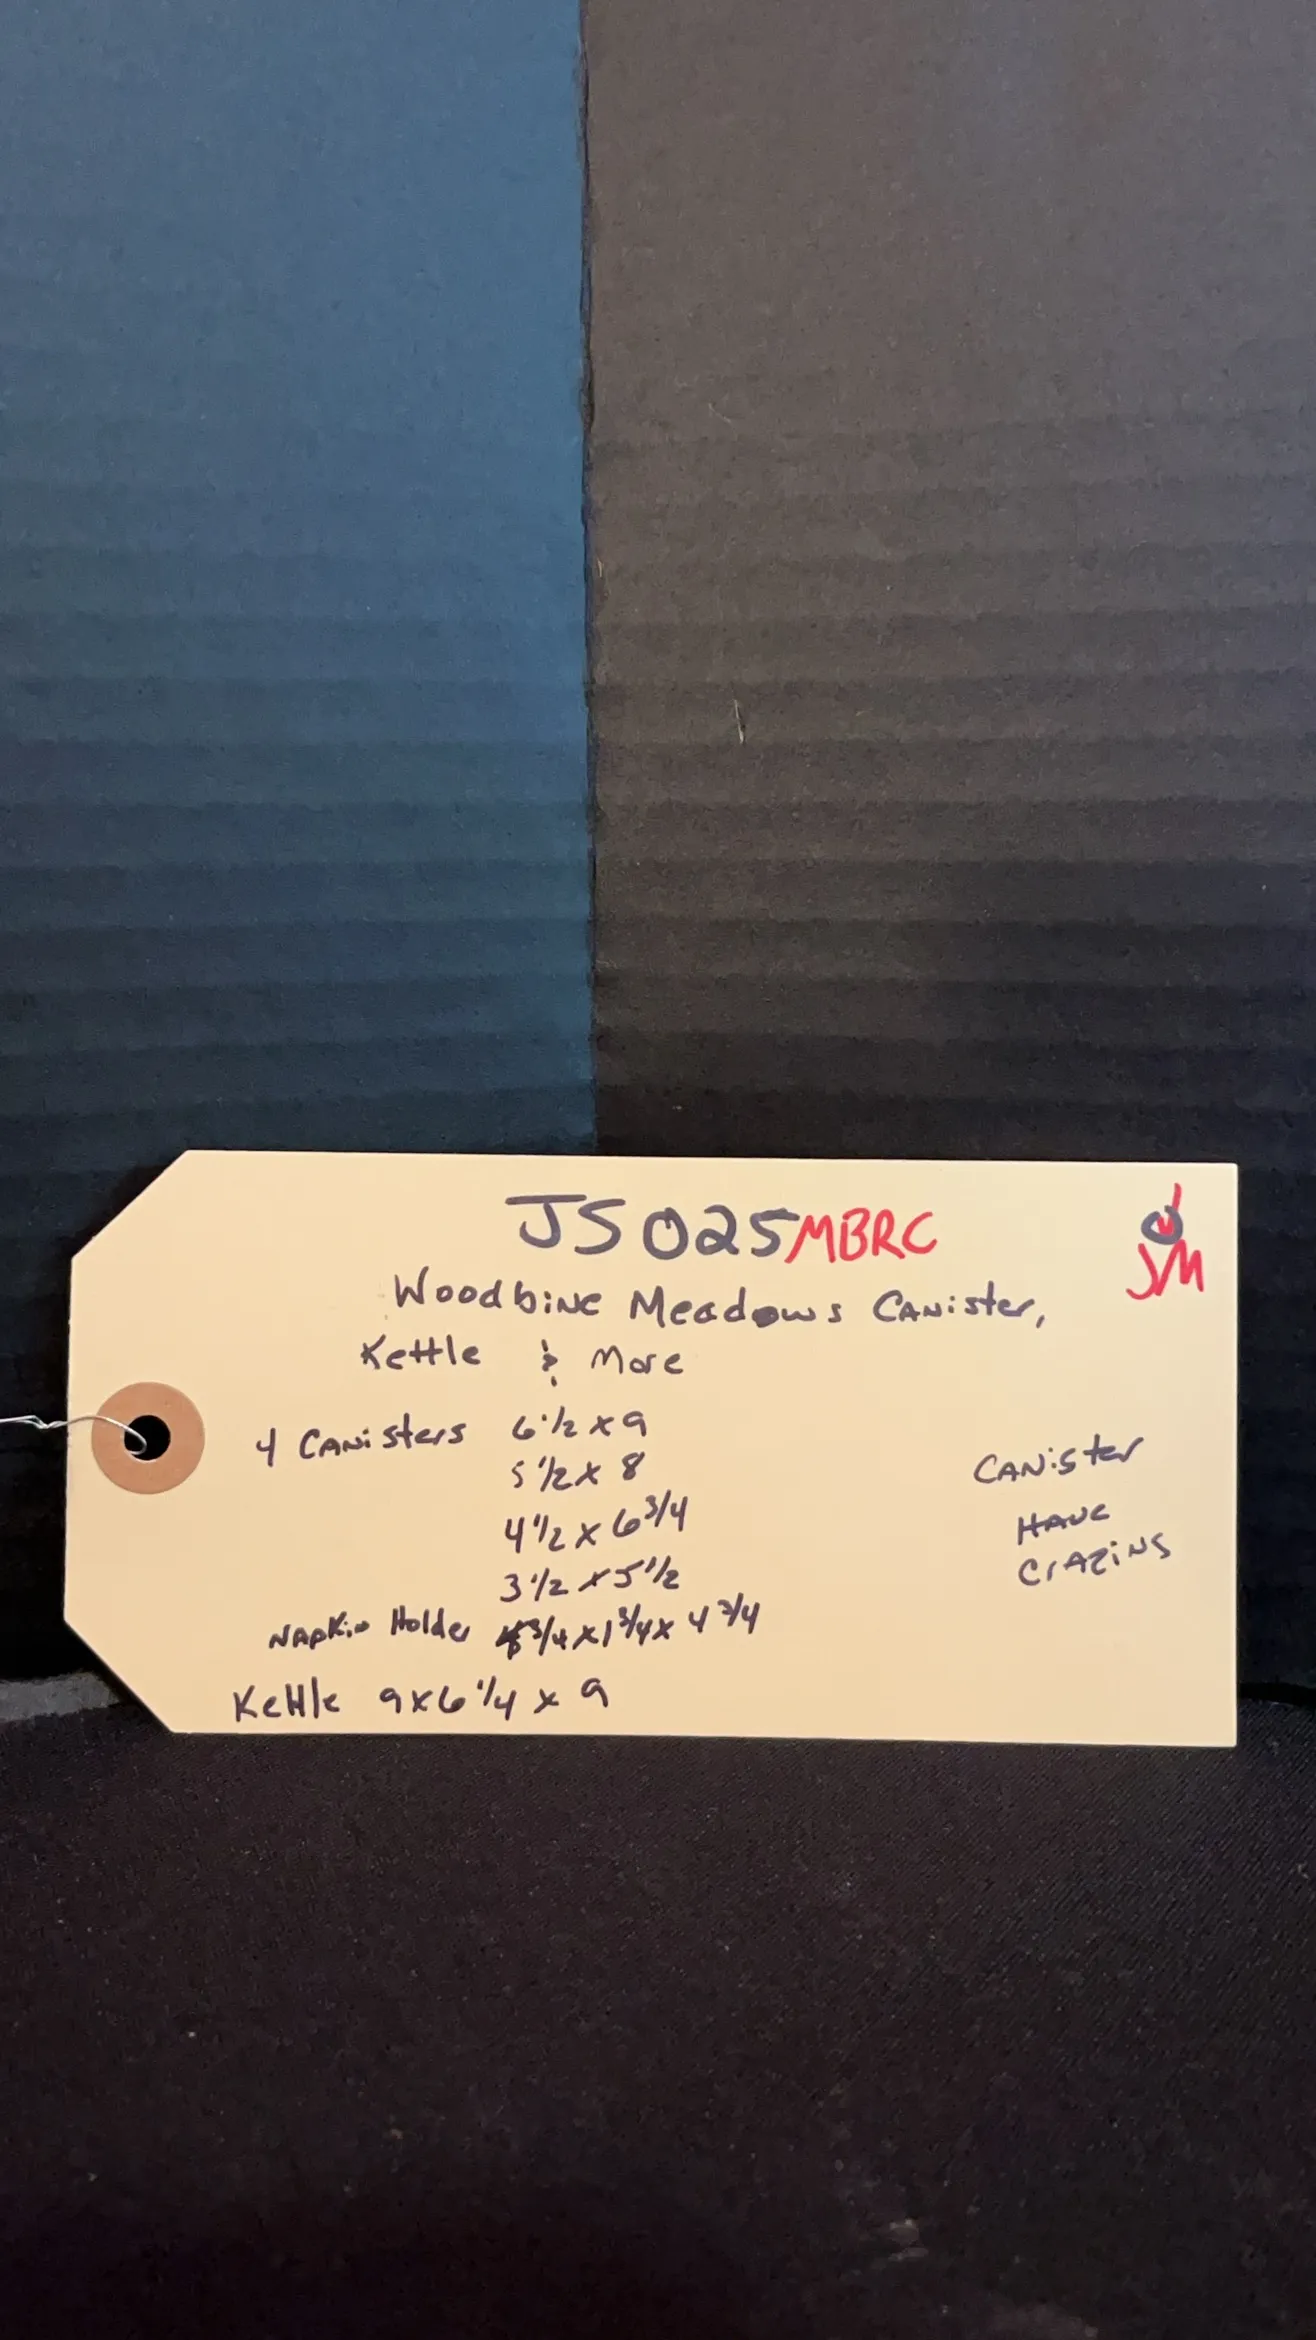 JS025MBRC
JM
Woodbine Meadows Canister,
Kettle & More
4 Canisters 6 1/2 x 9
5 1/2 x 8
4 1/2 x 6 3/4
3 1/2 x 5 1/2
Canister
Have
Crazing
Napkin Holder 3/4 x 1 3/4 x 4 3/4
Kettle 9 x 6 1/4 x 9